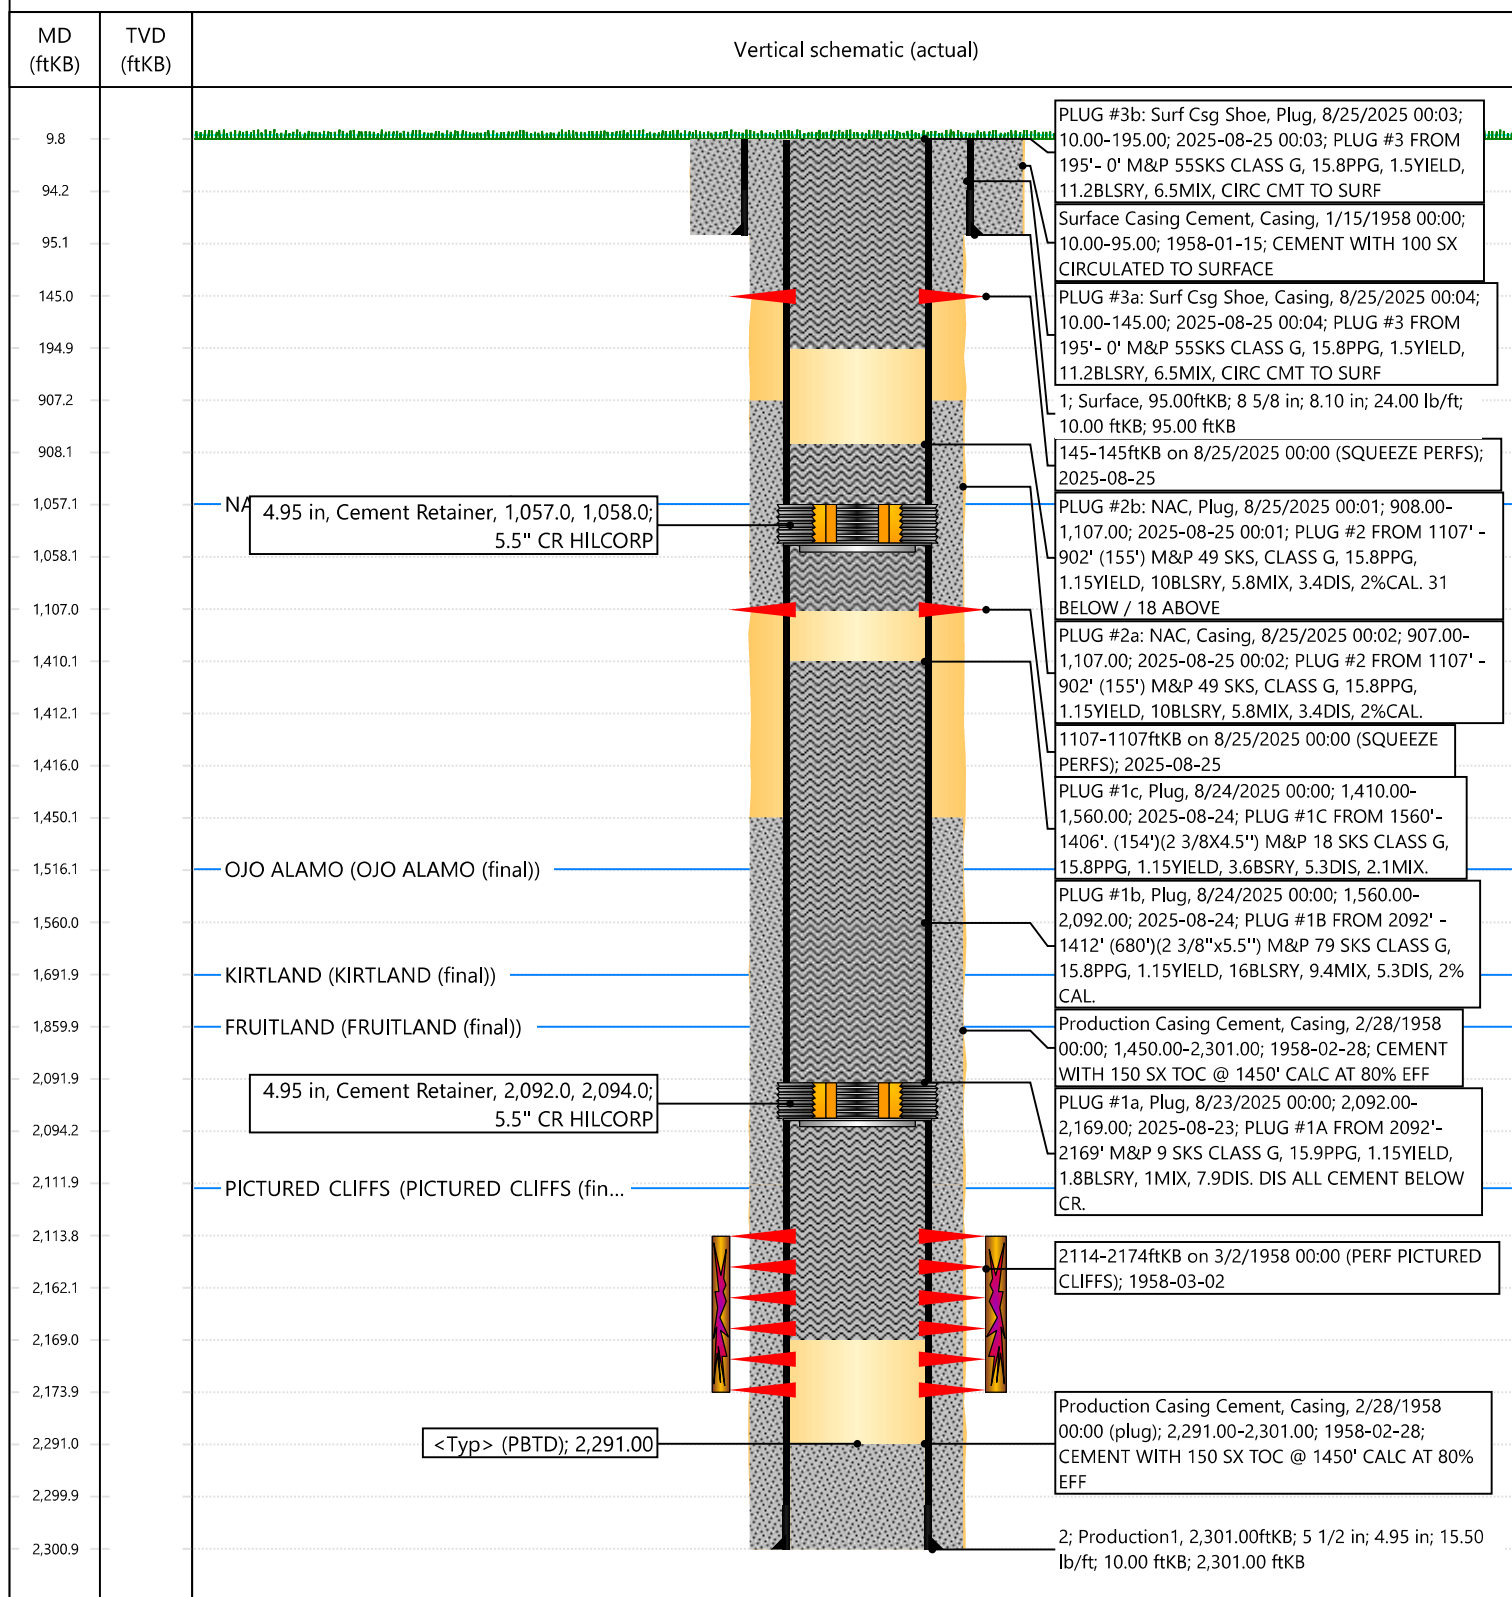 MD
(ftKB)
TVD
(ftKB)
Vertical schematic (actual)
9.8
94.2
95.1
145.0
194.9
907.2
908.1
1,057.1
1,058.1
1,107.0
1,410.1
1,412.1
1,416.0
1,450.1
1,516.1
1,560.0
1,691.9
1,859.9
2,091.9
2,094.2
2,111.9
2,113.8
2,162.1
2,169.0
2,173.9
2,291.0
2,299.9
2,300.9
NA
4.95 in, Cement Retainer, 1,057.0, 1,058.0;
5.5" CR HILCORP
OJO ALAMO (OJO ALAMO (final))
KIRTLAND (KIRTLAND (final))
FRUITLAND (FRUITLAND (final))
4.95 in, Cement Retainer, 2,092.0, 2,094.0;
5.5" CR HILCORP
PICTURED CLIFFS (PICTURED CLIFFS (fin...
<Typ> (PBTD); 2,291.00
PLUG #3b: Surf Csg Shoe, Plug, 8/25/2025 00:03;
10.00-195.00; 2025-08-25 00:03; PLUG #3 FROM
195'- 0' M&P 55SKS CLASS G, 15.8PPG, 1.5YIELD,
11.2BLSRY, 6.5MIX, CIRC CMT TO SURF
Surface Casing Cement, Casing, 1/15/1958 00:00;
10.00-95.00; 1958-01-15; CEMENT WITH 100 SX
CIRCULATED TO SURFACE
PLUG #3a: Surf Csg Shoe, Casing, 8/25/2025 00:04;
10.00-145.00; 2025-08-25 00:04; PLUG #3 FROM
195'- 0' M&P 55SKS CLASS G, 15.8PPG, 1.5YIELD,
11.2BLSRY, 6.5MIX, CIRC CMT TO SURF
1; Surface, 95.00ftKB; 8 5/8 in; 8.10 in; 24.00 lb/ft;
10.00 ftKB; 95.00 ftKB
145-145ftKB on 8/25/2025 00:00 (SQUEEZE PERFS);
2025-08-25
PLUG #2b: NAC, Plug, 8/25/2025 00:01; 908.00-
1,107.00; 2025-08-25 00:01; PLUG #2 FROM 1107' -
902' (155') M&P 49 SKS, CLASS G, 15.8PPG,
1.15YIELD, 10BLSRY, 5.8MIX, 3.4DIS, 2%CAL. 31
BELOW / 18 ABOVE
PLUG #2a: NAC, Casing, 8/25/2025 00:02; 907.00-
1,107.00; 2025-08-25 00:02; PLUG #2 FROM 1107' -
902' (155') M&P 49 SKS, CLASS G, 15.8PPG,
1.15YIELD, 10BLSRY, 5.8MIX, 3.4DIS, 2%CAL.
1107-1107ftKB on 8/25/2025 00:00 (SQUEEZE
PERFS); 2025-08-25
PLUG #1c, Plug, 8/24/2025 00:00; 1,410.00-
1,560.00; 2025-08-24; PLUG #1C FROM 1560'-
1406'. (154')(2 3/8X4.5'') M&P 18 SKS CLASS G,
15.8PPG, 1.15YIELD, 3.6BSRY, 5.3DIS, 2.1MIX.
PLUG #1b, Plug, 8/24/2025 00:00; 1,560.00-
2,092.00; 2025-08-24; PLUG #1B FROM 2092' -
1412' (680')(2 3/8"x5.5") M&P 79 SKS CLASS G,
15.8PPG, 1.15YIELD, 16BLSRY, 9.4MIX, 5.3DIS, 2%
CAL.
Production Casing Cement, Casing, 2/28/1958
00:00; 1,450.00-2,301.00; 1958-02-28; CEMENT
WITH 150 SX TOC @ 1450' CALC AT 80% EFF
PLUG #1a, Plug, 8/23/2025 00:00; 2,092.00-
2,169.00; 2025-08-23; PLUG #1A FROM 2092'-
2169' M&P 9 SKS CLASS G, 15.9PPG, 1.15YIELD,
1.8BLSRY, 1MIX, 7.9DIS. DIS ALL CEMENT BELOW
CR.
2114-2174ftKB on 3/2/1958 00:00 (PERF PICTURED
CLIFFS); 1958-03-02
Production Casing Cement, Casing, 2/28/1958
00:00 (plug); 2,291.00-2,301.00; 1958-02-28;
CEMENT WITH 150 SX TOC @ 1450' CALC AT 80%
EFF
2; Production1, 2,301.00ftKB; 5 1/2 in; 4.95 in; 15.50
lb/ft; 10.00 ftKB; 2,301.00 ftKB